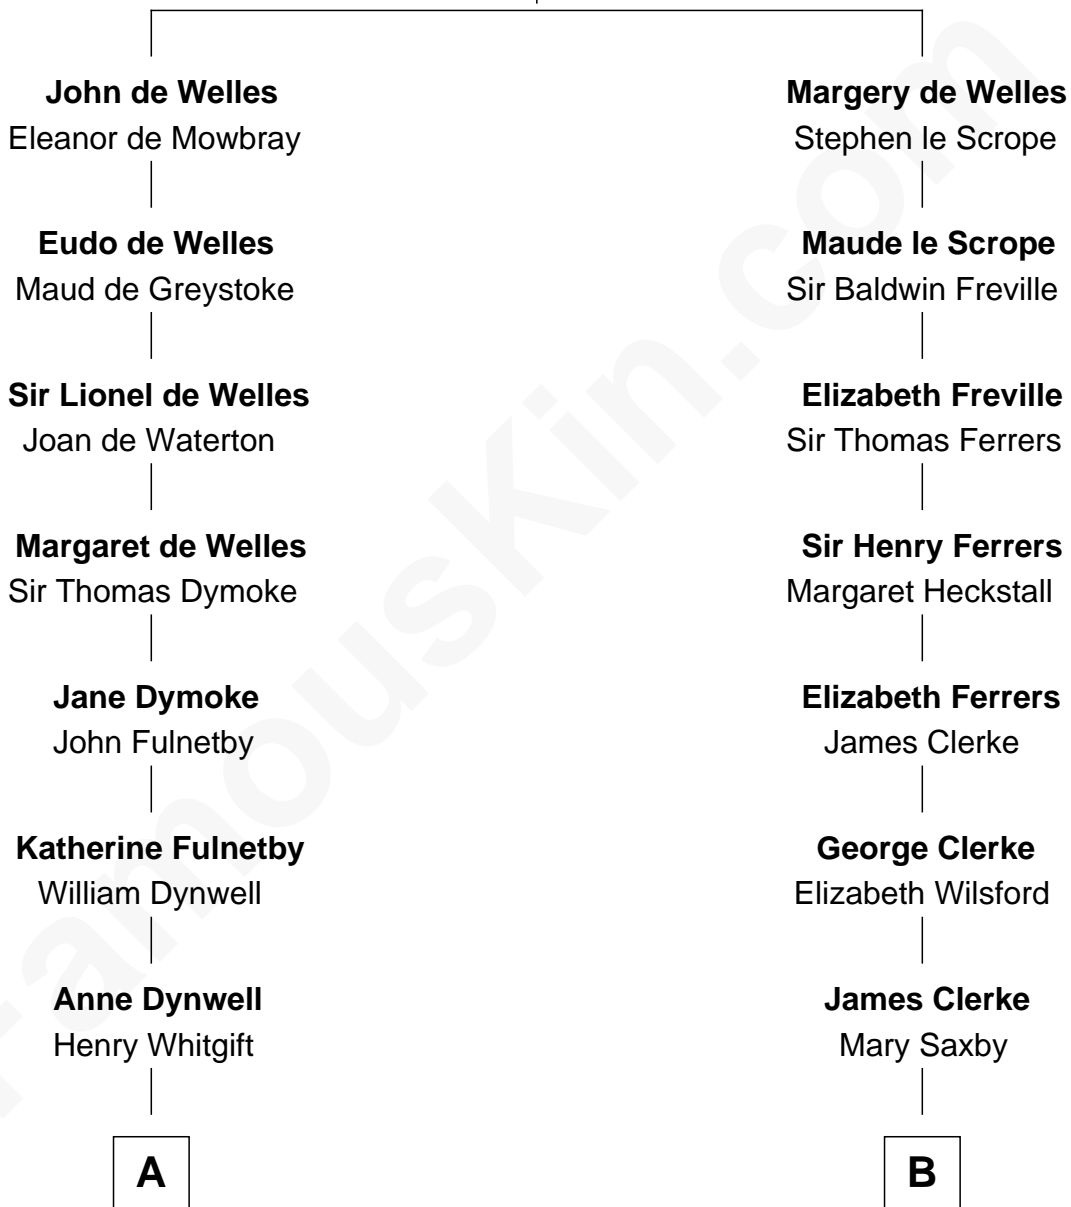 John de Welles
Eleanor de Mowbray
Eudo de Welles
Maud de Greystoke
Sir Lionel de Welles
Joan de Waterton
Margaret de Welles
Sir Thomas Dymoke
Jane Dymoke
John Fulnetby
Katherine Fulnetby
William Dynwell
Anne Dynwell
Henry Whitgift
A
Margery de Welles
Stephen le Scrope
Maude le Scrope
Sir Baldwin Freville
Elizabeth Freville
Sir Thomas Ferrers
Sir Henry Ferrers
Margaret Heckstall
Elizabeth Ferrers
James Clerke
George Clerke
Elizabeth Wilsford
James Clerke
Mary Saxby
B
FamousKin.com